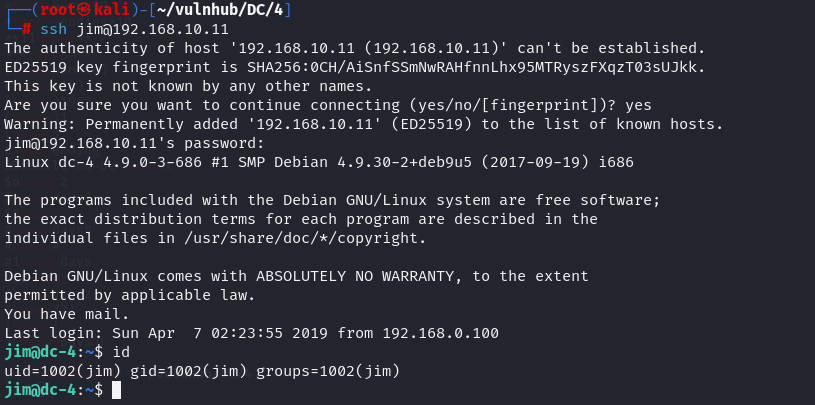 ┌──(root㉿kali)-[~/vulnhub/DC/4]
└─# ssh jim@192.168.10.11
The authenticity of host '192.168.10.11 (192.168.10.11)' can't be established.
ED25519 key fingerprint is SHA256:0CH/AiSnfSSmNwRAHfnnLhx95MTRyszFXqzT03sUJkk.
This key is not known by any other names.
Are you sure you want to continue connecting (yes/no/[fingerprint])? yes
Warning: Permanently added '192.168.10.11' (ED25519) to the list of known hosts.
jim@192.168.10.11's password:
Linux dc-4 4.9.0-3-686 #1 SMP Debian 4.9.30-2+deb9u5 (2017-09-19) i686
The programs included with the Debian GNU/Linux system are free software;
the exact distribution terms for each program are described in the
individual files in /usr/share/doc/*/copyright.
Debian GNU/Linux comes with ABSOLUTELY NO WARRANTY, to the extent
permitted by applicable law.
You have mail.
Last login: Sun Apr  7 02:23:55 2019 from 192.168.0.100
jim@dc-4:~$ id
uid=1002(jim) gid=1002(jim) groups=1002(jim)
jim@dc-4:~$